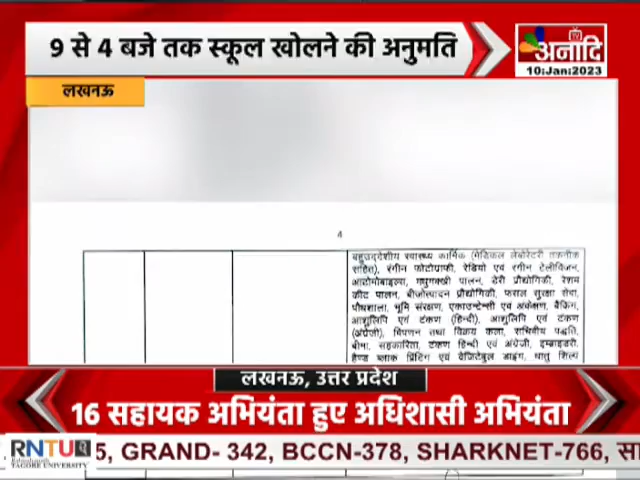 9 से 4 बजे तक स्कूल खोलने की अनुमति
TV
अनादि
10:Jan:2023
लखनऊ
4
बहुउद्देशीय स्वास्थ्य कार्मिक (मेडिकल लेबोरेटरी तकनीक
सहित), रंगीन फोटोग्राफी, रेडियो एवं रंगीन टेलीविजन,
आटोमोबाइल्स, मधुमक्खी पालन, डेरी प्रौद्योगिकी, रेशम
कीट पालन, बीजोत्पादन प्रौद्योगिकी, फसल सुरक्षा सेवा,
पौधशाला, भूमि संरक्षण, एकाउन्टेन्सी एवं अंकेक्षण, बैंकिंग,
आशुलिपि एवं टंकण (हिन्दी), आशुलिपि एवं टंकण
(अंग्रेजी), विपणन तथा विक्रय कला, सचिवीय पद्धति,
बीमा, सहकारिता, टंकण हिन्दी एवं अंग्रेजी, इम्ब्राइडरी,
हैण्ड ब्लाक प्रिंटिंग एवं वेजिटेबुल डाइंग, धातु शिल्प
लखनऊ, उत्तर प्रदेश
16 सहायक अभियंता हुए अधिशासी अभियंता
RNTU
TAGORE UNIVERSITY
5, GRAND- 342, BCCN-378, SHARKNET-766, सा